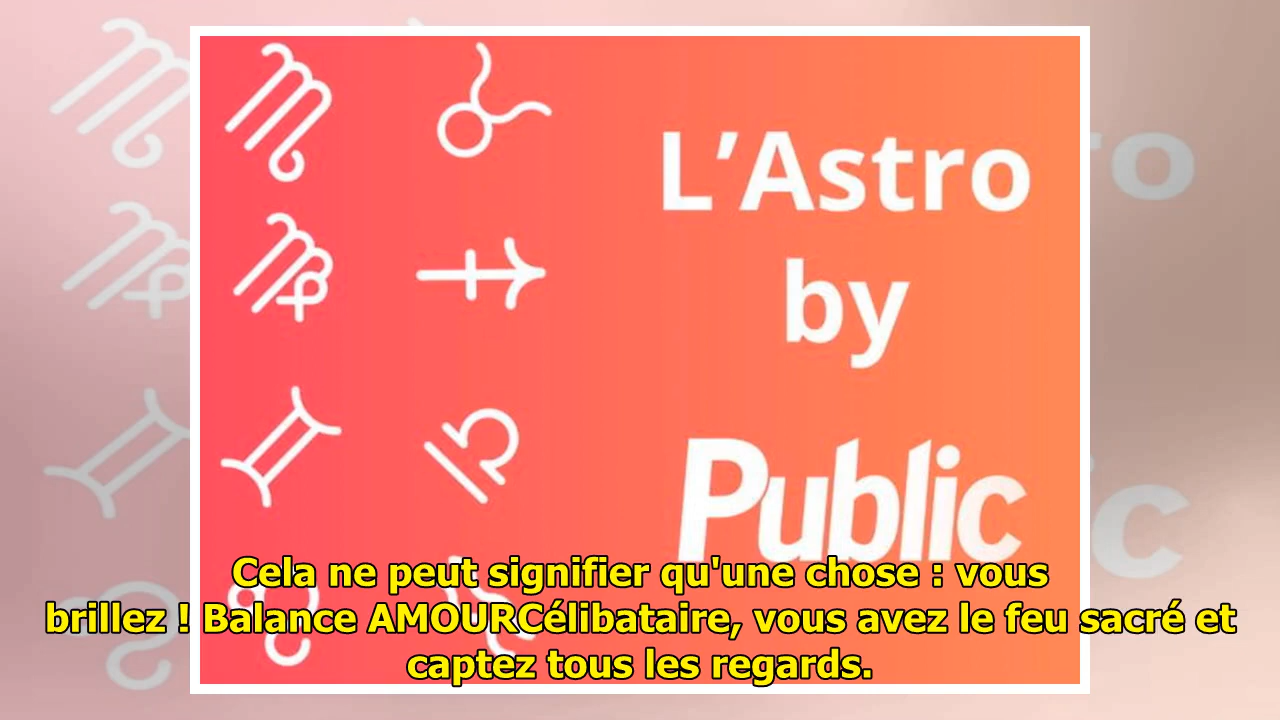 L'Astro
by
Public
Cela ne peut signifier qu'une chose : vous
brillez ! Balance AMOURCélibataire, vous avez le feu sacré et
captez tous les regards.